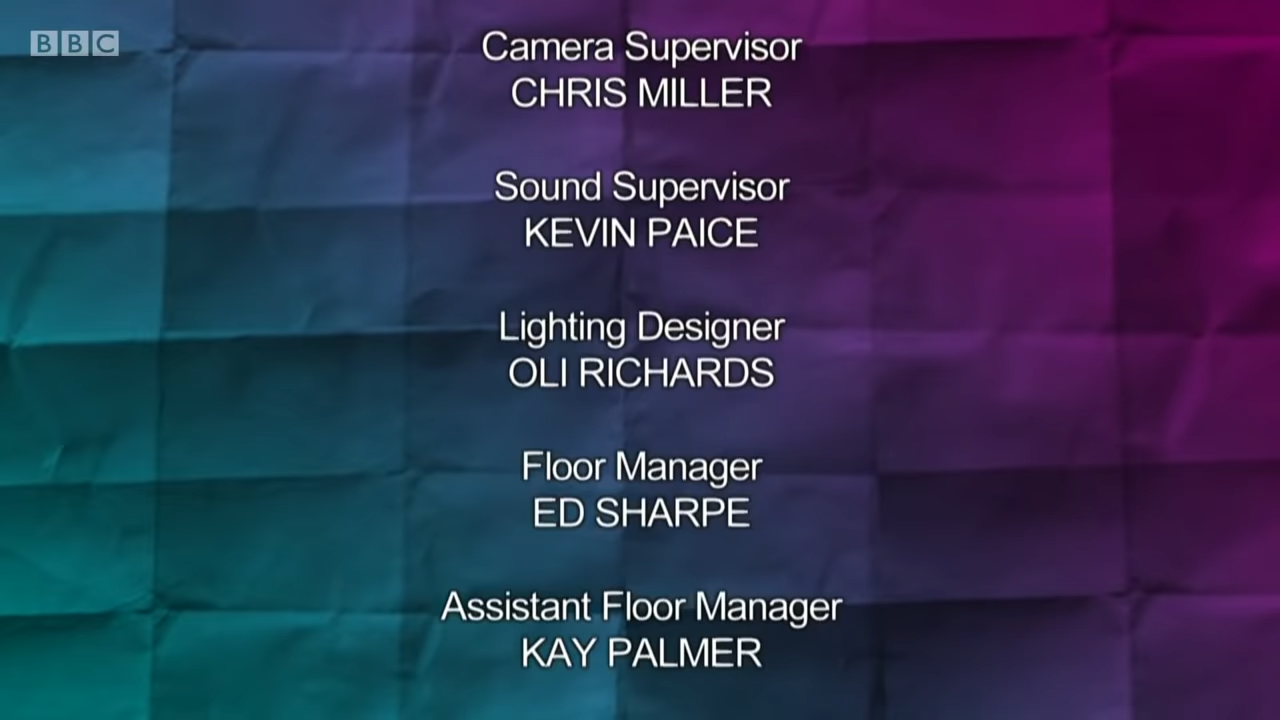 BBC
Camera Supervisor
CHRIS MILLER
Sound Supervisor
KEVIN PAICE
Lighting Designer
OLI RICHARDS
Floor Manager
ED SHARPE
Assistant Floor Manager
KAY PALMER